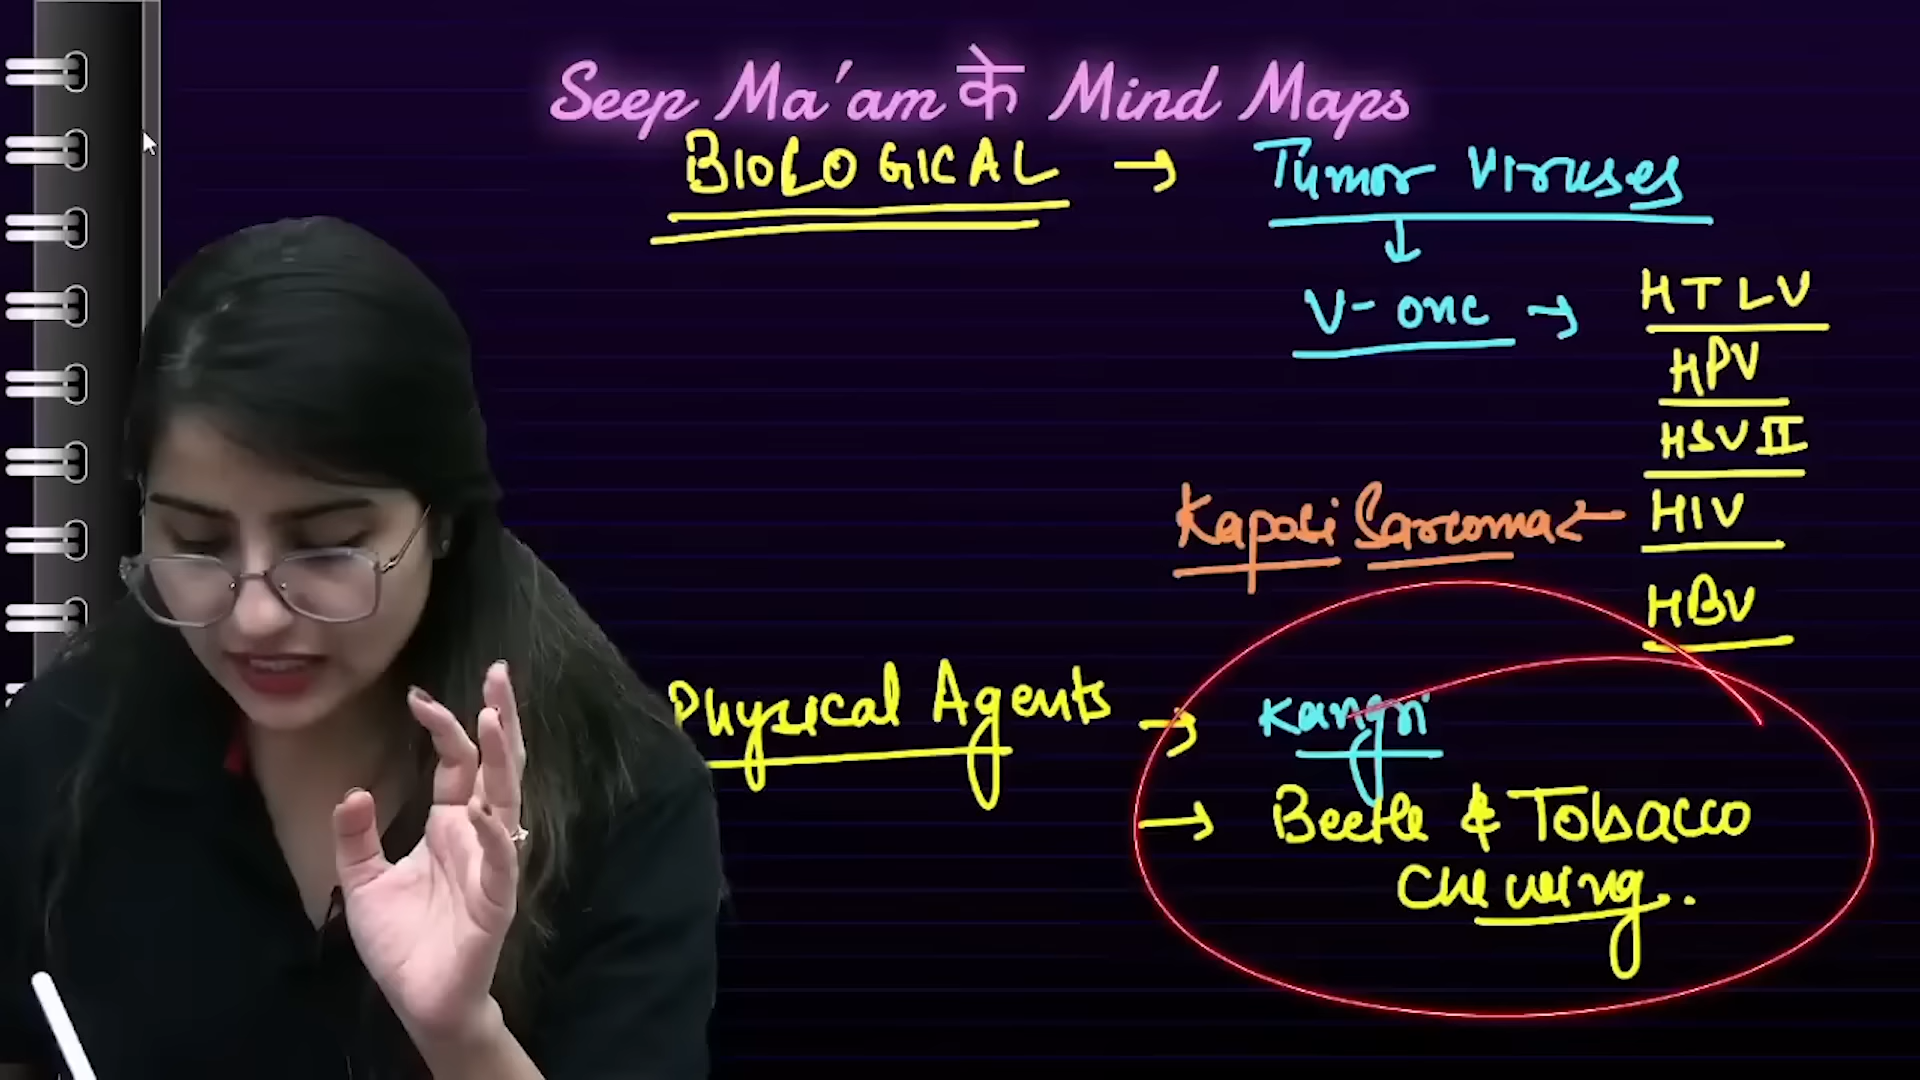 Seep Ma'am के Mind Maps
BIOLOGICAL → Tumor Viruses
↓
V-onc → HTLV
HPV
HSV II
Kaposi Sarcoma ← HIV
HBV
Physical Agents → Kangri
→ Beetle & Tobacco
Chewing..